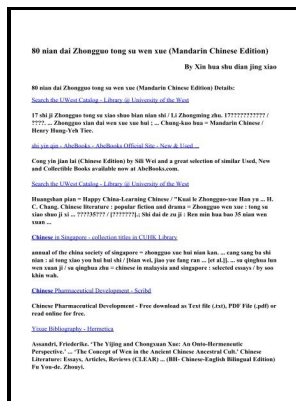 80 nian dai Zhongguo tong su wen xue (Mandarin Chinese Edition)
By Xin hua shu dian jing xiao
80 nian dai Zhongguo tong su wen xue (Mandarin Chinese Edition) Details:
Search the UWest Catalog - Library @ University of the West
17 shi ji Zhongguo tong su xiao shuo bian nian shi / Li Zhongming zhu. 17???????????? /
????. ... Zhongguo xian dai wen xue xue hui ; ... Chung-kuo hua = Mandarin Chinese /
Henry Hung-Yeh Tiee.
shi yin qin - AbeBooks - AbeBooks Official Site - New & Used ...
Cong yin jian lai (Chinese Edition) by Sili Wei and a great selection of similar Used, New
and Collectible Books available now at AbeBooks.com.
Search the UWest Catalog - Library @ University of the West
Huangshan pian = Happy China-Learning Chinese / "Kuai le Zhongguo-xue Han yu ... H.
C. Chang. Chinese literature : popular fiction and drama = Zhongguo wen xue : tong su
xiao shuo ji xi ... ????35??? / [???????].; Shi dai de zu ji : Ren min hua bao 35 nian wen
xuan ...
Chinese in Singapore - collection titles in CUHK Library
annual of the china society of singapore = zhongguo xue hui nian kan. ... cang sang ba shi
nian : ai tong xiao you hui hui shi / [bian wei, jiao yue fang ran ... [et al.]]. ... su qinghua lun
wen xuan ji / su qinghua zhu = chinese in malaysia and singapore : selected essays / by soo
khin wah.
Chinese Pharmaceutical Development - Scribd
Chinese Pharmaceutical Development - Free download as Text file (.txt), PDF File (.pdf) or
read online for free.
Yixue Bibliography - Hermetica
Assandri, Friederike. 'The Yijing and Chongxuan Xue: An Onto-Hermeneutic
Perspective.' ... 'The Concept of Wen in the Ancient Chinese Ancestral Cult.' Chinese
Literature: Essays, Articles, Reviews (CLEAR) ... (BH- Chinese-English Bilingual Edition)
Fu You-de. Zhonyi.